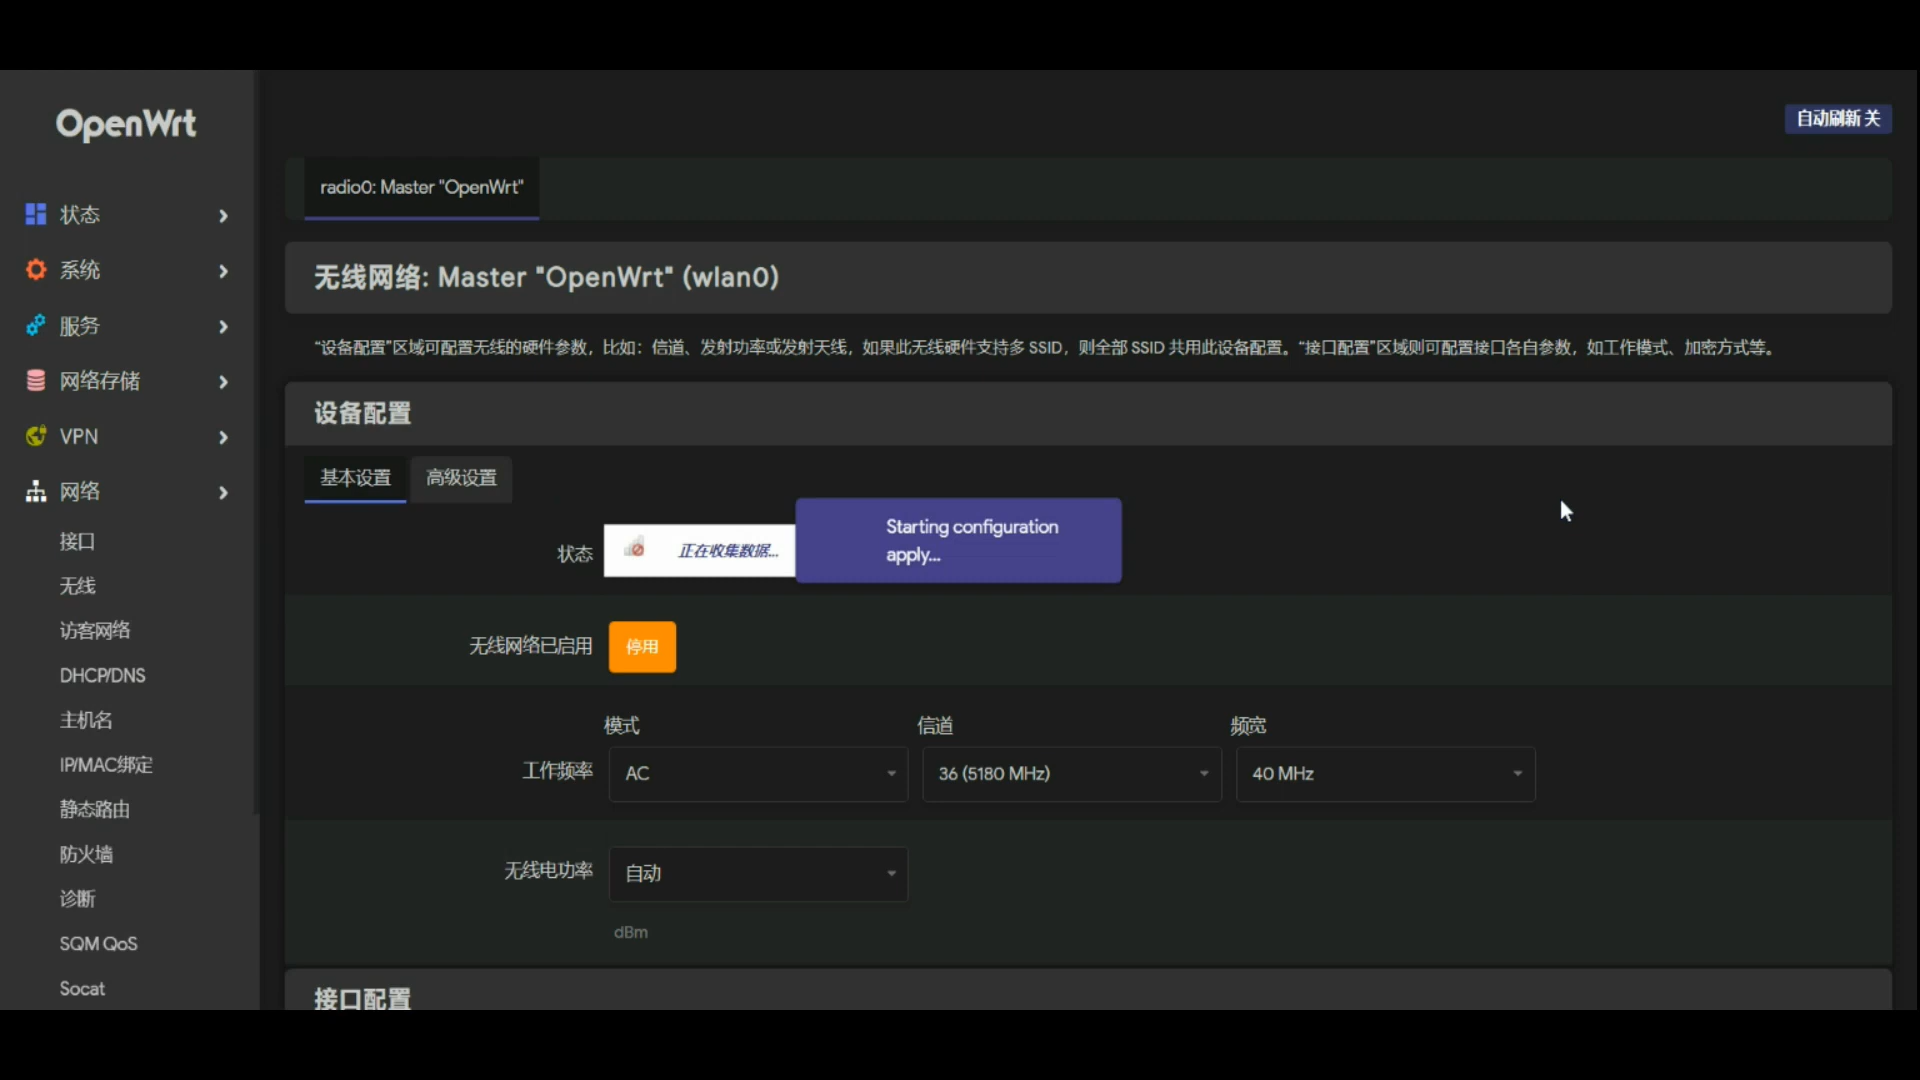 OpenWrt
自动刷新 关
状态
系统
服务
网络存储
VPN
网络
接口
无线
访客网络
DHCP/DNS
主机名
IP/MAC绑定
静态路由
防火墙
诊断
SQM QoS
Socat
radio0: Master "OpenWrt"
无线网络: Master "OpenWrt" (wlan0)
“设备配置”区域可配置无线的硬件参数，比如：信道、发射功率或发射天线，如果此无线硬件支持多 SSID，则全部 SSID 共用此设备配置。“接口配置”区域则可配置接口各自参数，如工作模式、加密方式等。
设备配置
基本设置 高级设置
状态 正在收集数据...
Starting configuration
apply...
无线网络已启用 停用
模式 信道 频宽
工作频率 AC 36 (5180 MHz) 40 MHz
无线电功率 自动
dBm
接口配置